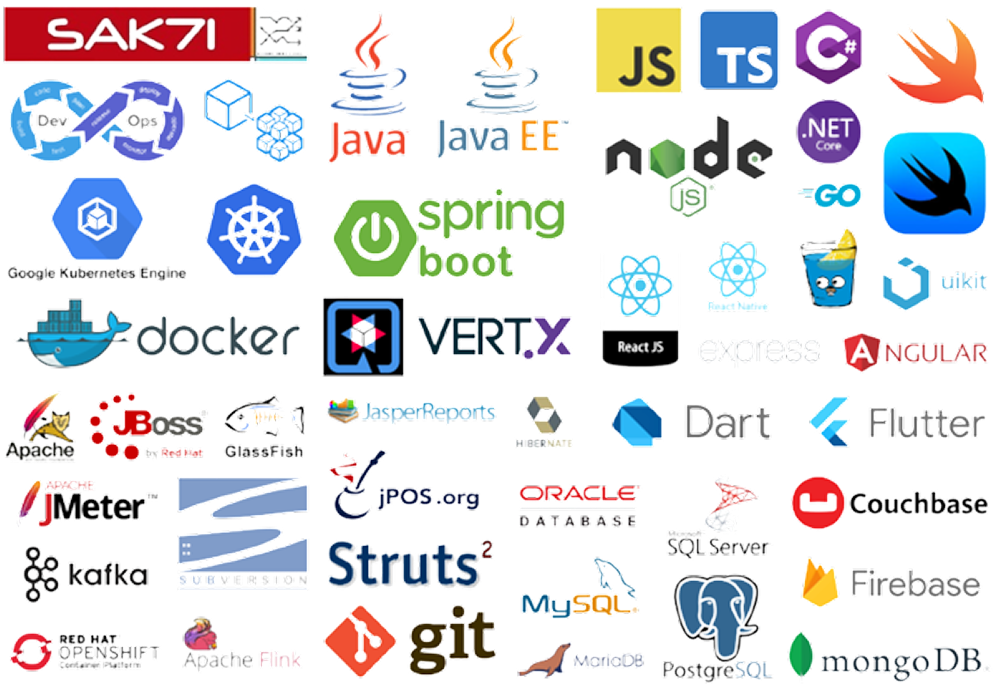 SAK71
Dev
Ops
Google Kubernetes Engine
docker
Apache
JBoss
by Red Hat
GlassFish
APACHE
JMeter™
SUBVERSION
kafka
RED HAT
OPENSHIFT
Container Platform
Apache Flink
Java
Java EE™
spring
boot
VERT.X
JasperReports
HIBERNATE
jPOS.org
Struts²
git
ORACLE®
DATABASE
Microsoft
SQL Server
MySQL®
MariaDB
PostgreSQL
JS
TS
C#
.NET
Core
node
JS®
GO
React Native
React JS
express
uikit
ANGULAR
Dart
Flutter
Couchbase
Firebase
mongoDB®